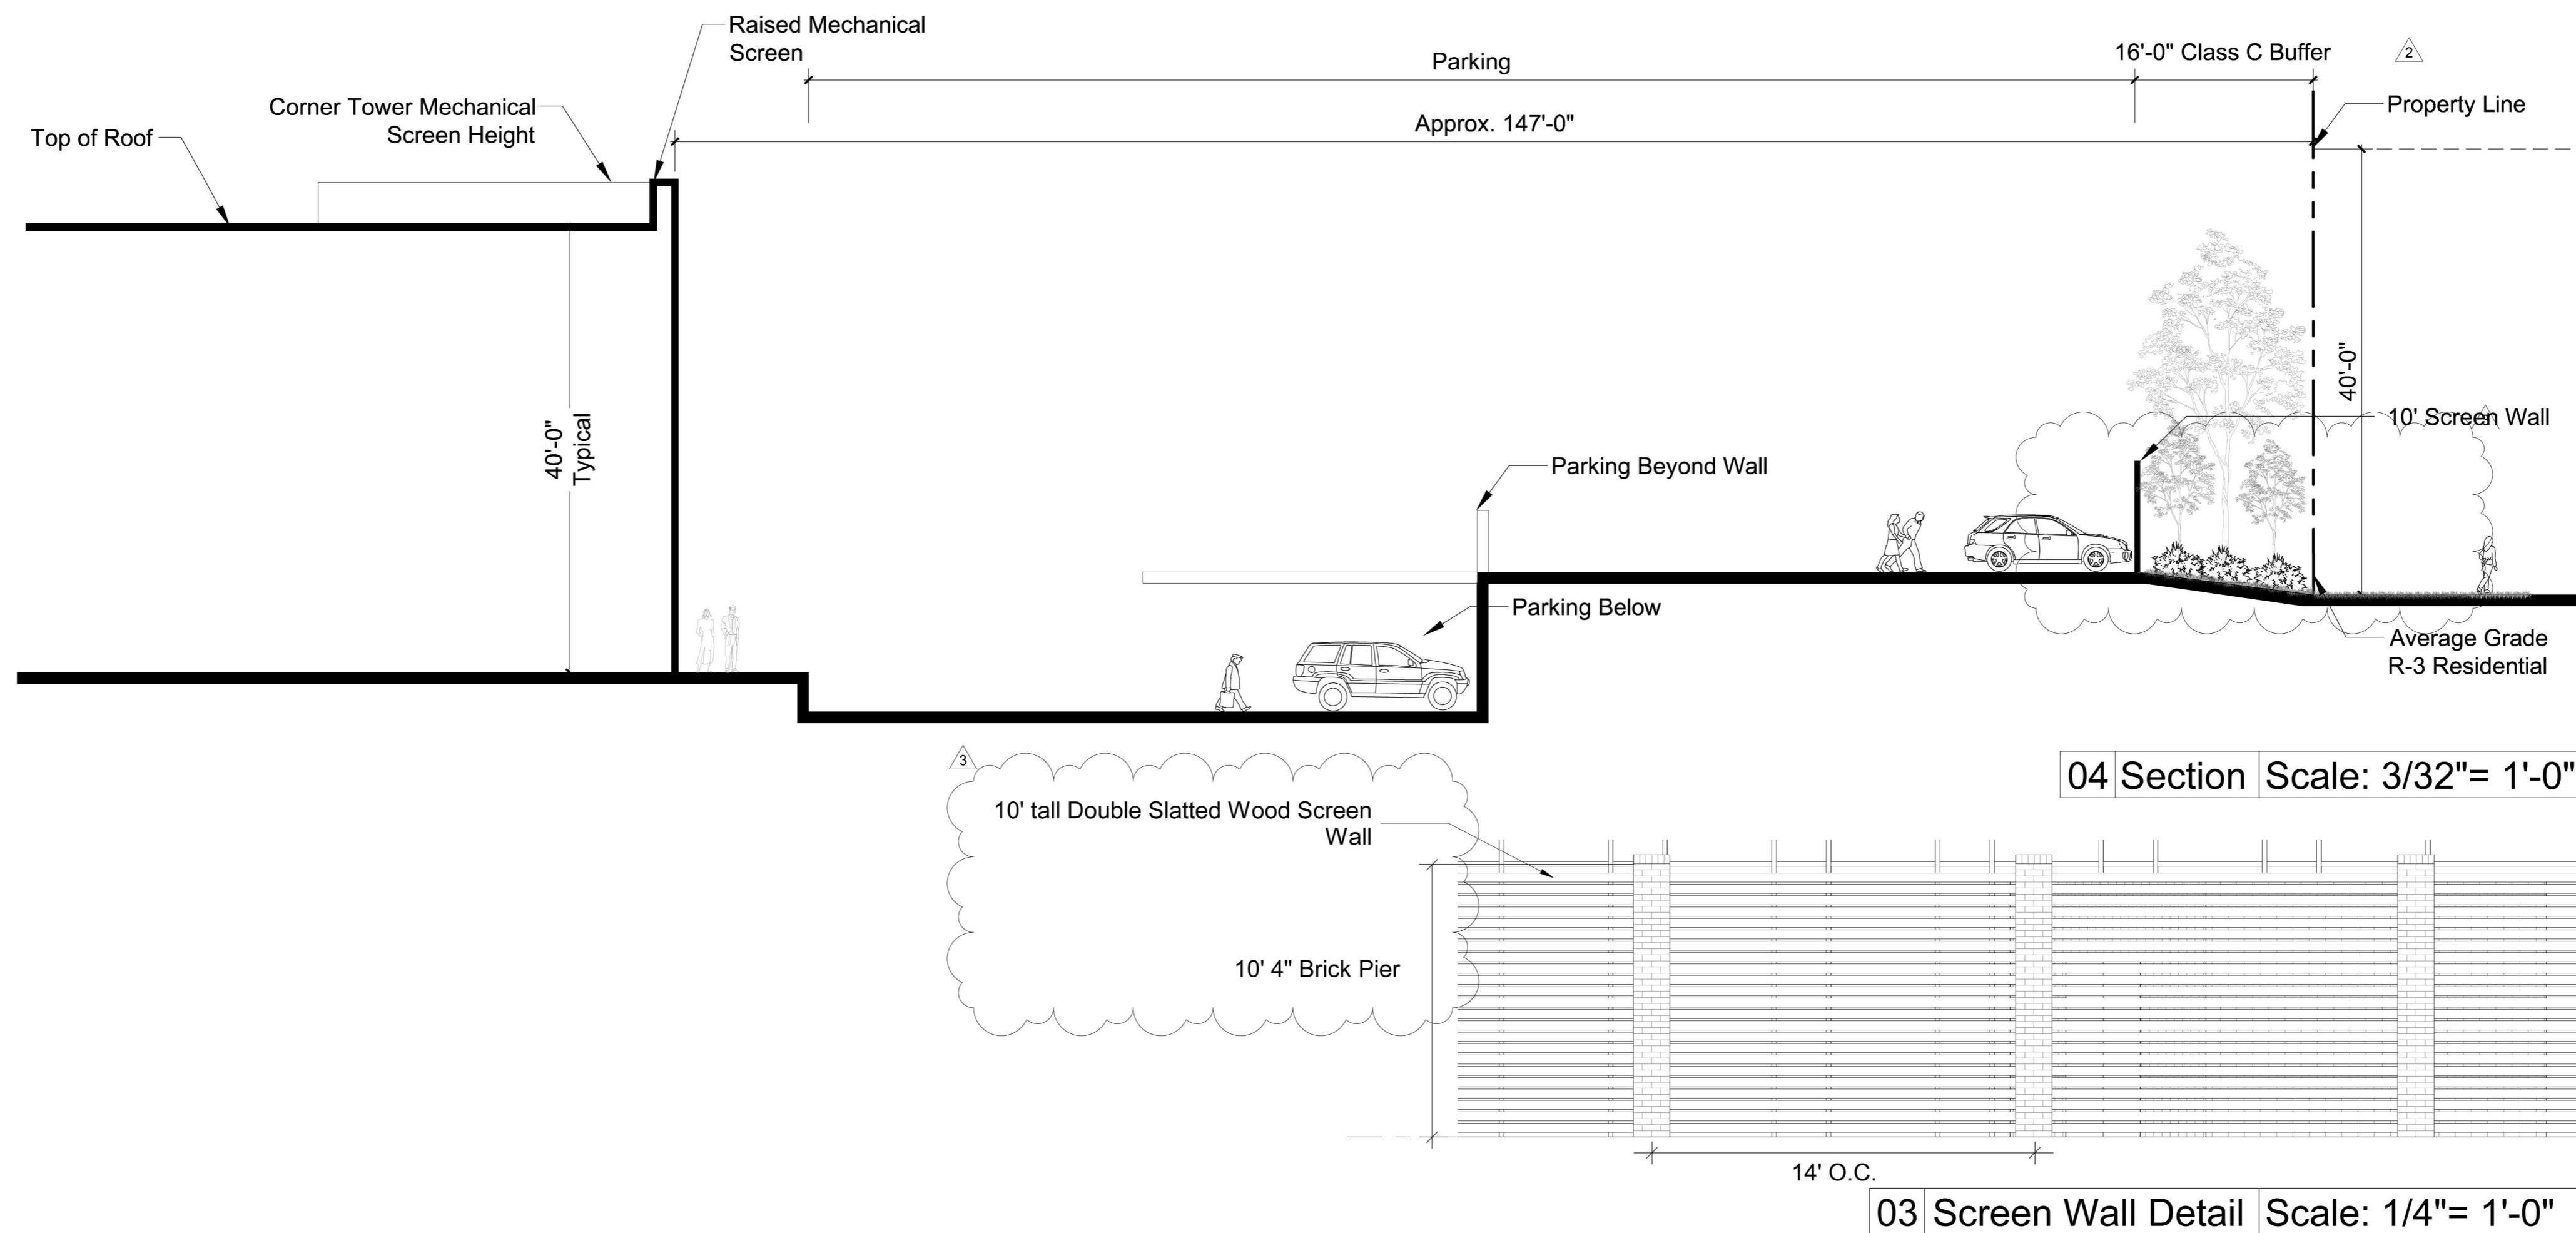 Raised Mechanical
Screen
Parking
16'-0" Class C Buffer
2
Corner Tower Mechanical
Screen Height
Property Line
Top of Roof
Approx. 147'-0"
40'-0"
Typical
40'-0"
10' Screen Wall
Parking Beyond Wall
Parking Below
Average Grade
R-3 Residential
04 Section Scale: 3/32"= 1'-0"
3
10' tall Double Slatted Wood Screen
Wall
10' 4" Brick Pier
14' O.C.
03 Screen Wall Detail Scale: 1/4"= 1'-0"